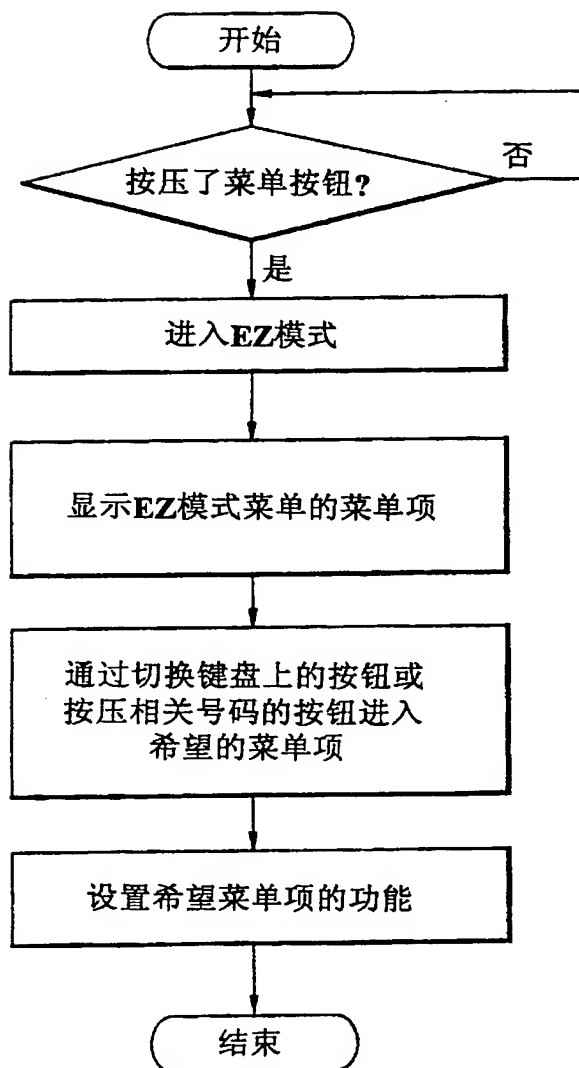 开始
按压了菜单按钮?
否
是
进入EZ模式
显示EZ模式菜单的菜单项
通过切换键盘上的按钮或
按压相关号码的按钮进入
希望的菜单项
设置希望菜单项的功能
结束